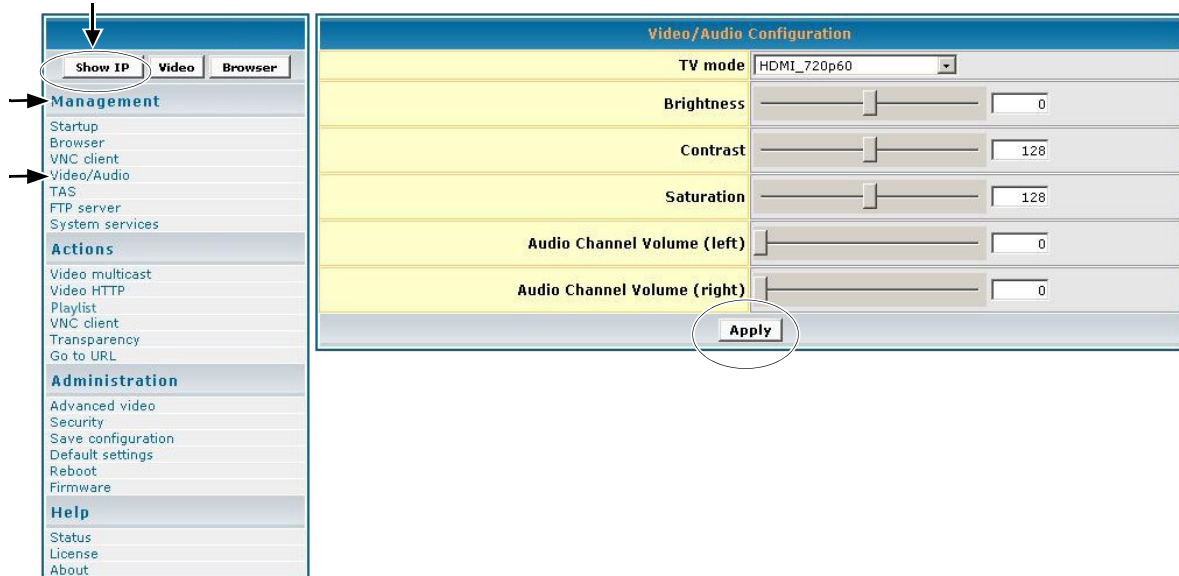 Show IP Video Browser
Management
Startup
Browser
VNC client
Video/Audio
TAS
FTP server
System services
Actions
Video multicast
Video HTTP
Playlist
VNC client
Transparency
Go to URL
Administration
Advanced video
Security
Save configuration
Default settings
Reboot
Firmware
Help
Status
License
About
Video/Audio Configuration
TV mode HDMI_720p60
Brightness 0
Contrast 128
Saturation 128
Audio Channel Volume (left) 0
Audio Channel Volume (right) 0
Apply